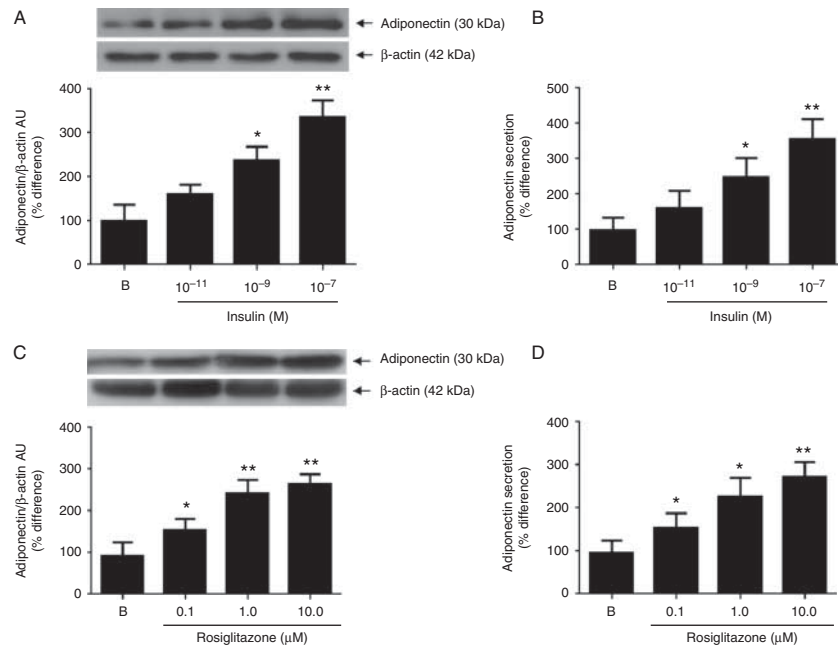 A
Adiponectin (30 kDa)
β-actin (42 kDa)
Adiponectin/β-actin AU
(% difference)
400
300
200
100
0
**
*
B
10⁻¹¹
10⁻⁹
10⁻⁷
Insulin (M)
B
Adiponectin secretion
(% difference)
500
400
300
200
100
0
**
*
B
10⁻¹¹
10⁻⁹
10⁻⁷
Insulin (M)
C
Adiponectin (30 kDa)
β-actin (42 kDa)
Adiponectin/β-actin AU
(% difference)
400
300
200
100
0
*
**
**
B
0.1
1.0
10.0
Rosiglitazone (μM)
D
Adiponectin secretion
(% difference)
400
300
200
100
0
*
*
**
B
0.1
1.0
10.0
Rosiglitazone (μM)